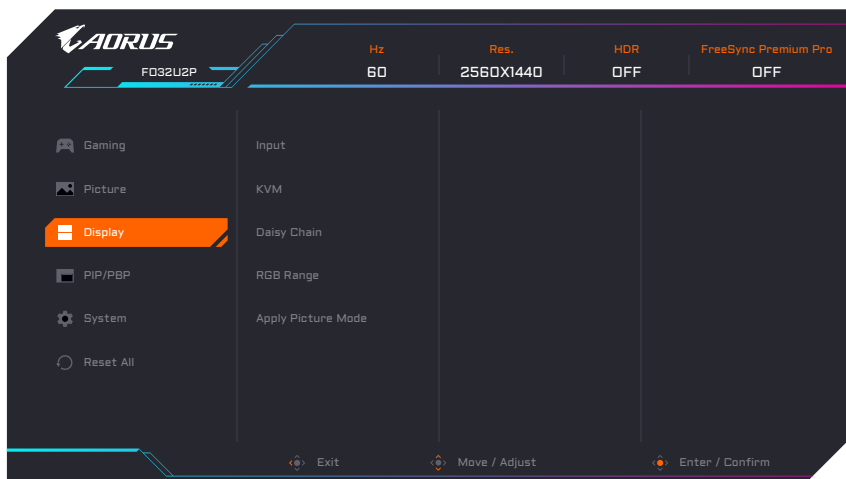 AORUS
FO32U2P
Hz Res. HDR FreeSync Premium Pro
60 2560X1440 OFF OFF
Gaming Input
Picture KVM
Display Daisy Chain
PIP/PBP RGB Range
System Apply Picture Mode
Reset All
Exit Move / Adjust Enter / Confirm